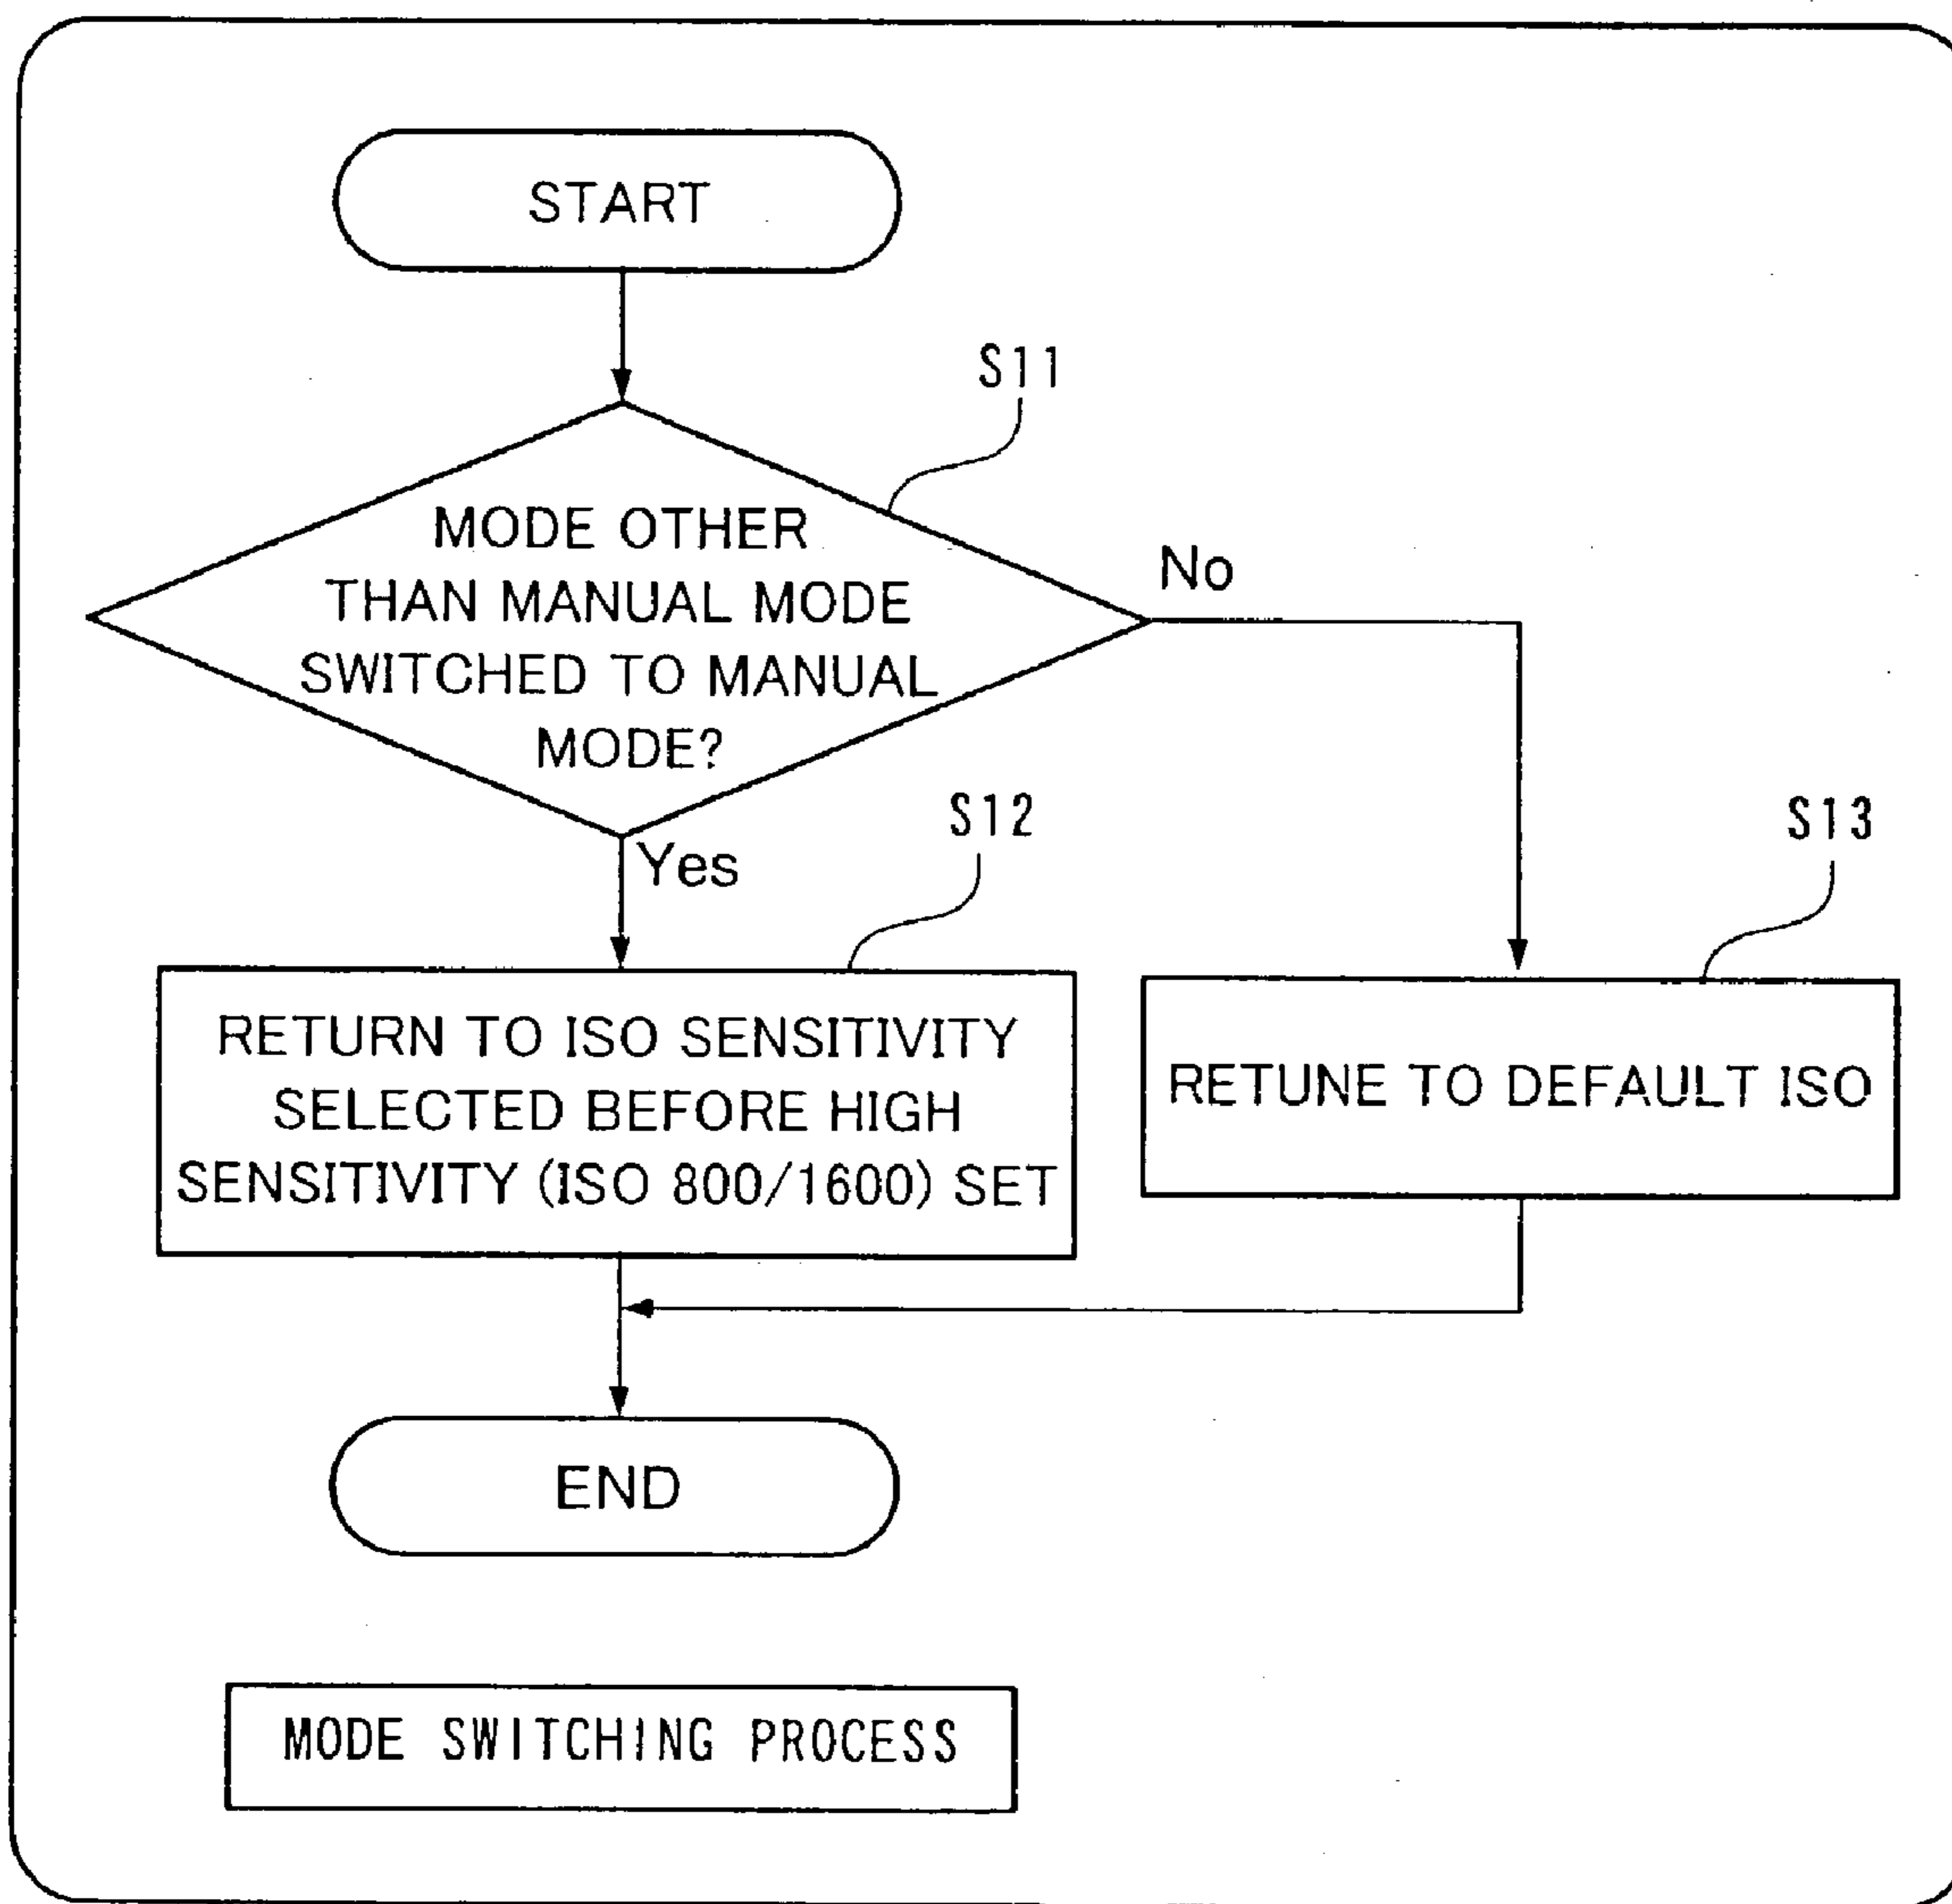 START
S11
MODE OTHER
THAN MANUAL MODE
SWITCHED TO MANUAL
MODE?
No
Yes
S12
S13
RETURN TO ISO SENSITIVITY
SELECTED BEFORE HIGH
SENSITIVITY (ISO 800/1600) SET
RETUNE TO DEFAULT ISO
END
MODE SWITCHING PROCESS